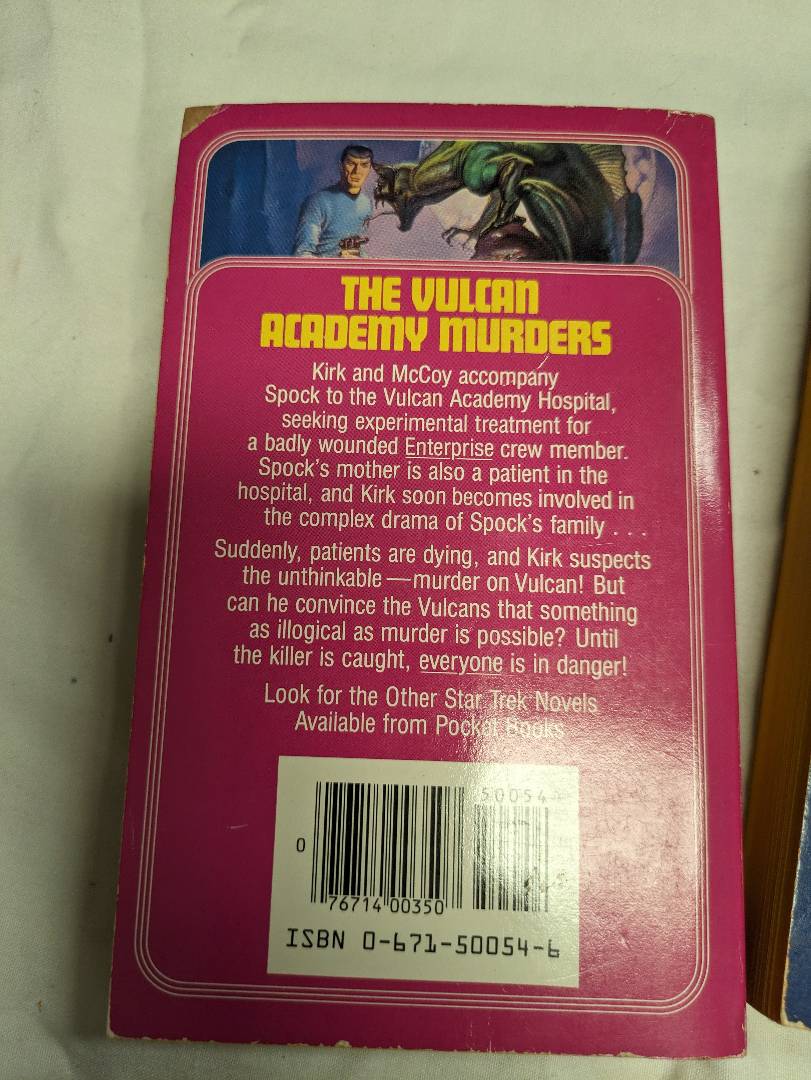 THE VULCAN
ACADEMY MURDERS
Kirk and McCoy accompany
Spock to the Vulcan Academy Hospital,
seeking experimental treatment for
a badly wounded Enterprise crew member.
Spock's mother is also a patient in the
hospital, and Kirk soon becomes involved in
the complex drama of Spock's family . . .
Suddenly, patients are dying, and Kirk suspects
the unthinkable—murder on Vulcan! But
can he convince the Vulcans that something
as illogical as murder is possible? Until
the killer is caught, everyone is in danger!
Look for the Other Star Trek Novels
Available from Pocket Books
50054
0
76714 00350
ISBN 0-671-50054-6